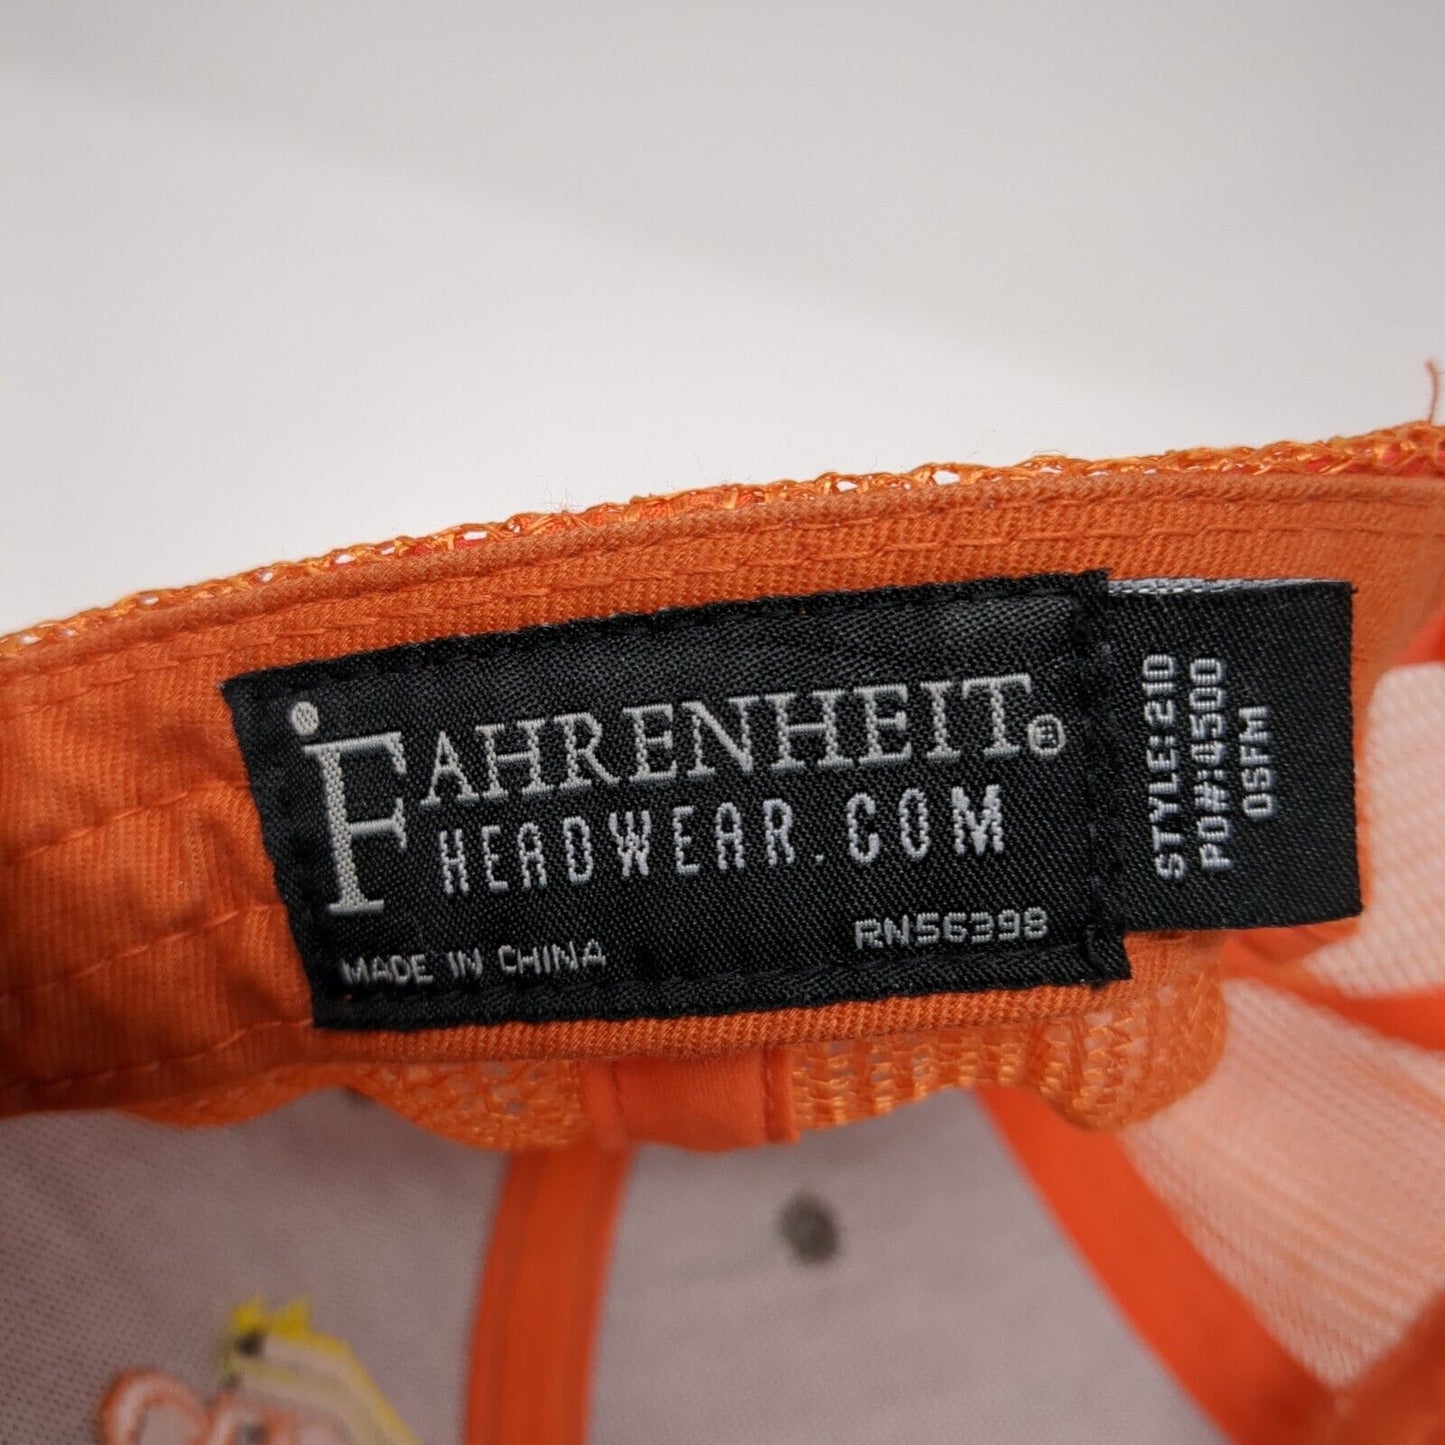 FAHRENHEIT®
HEADWEAR.COM
RN56398
MADE IN CHINA
STYLE:210
PO#:4500
OSFM